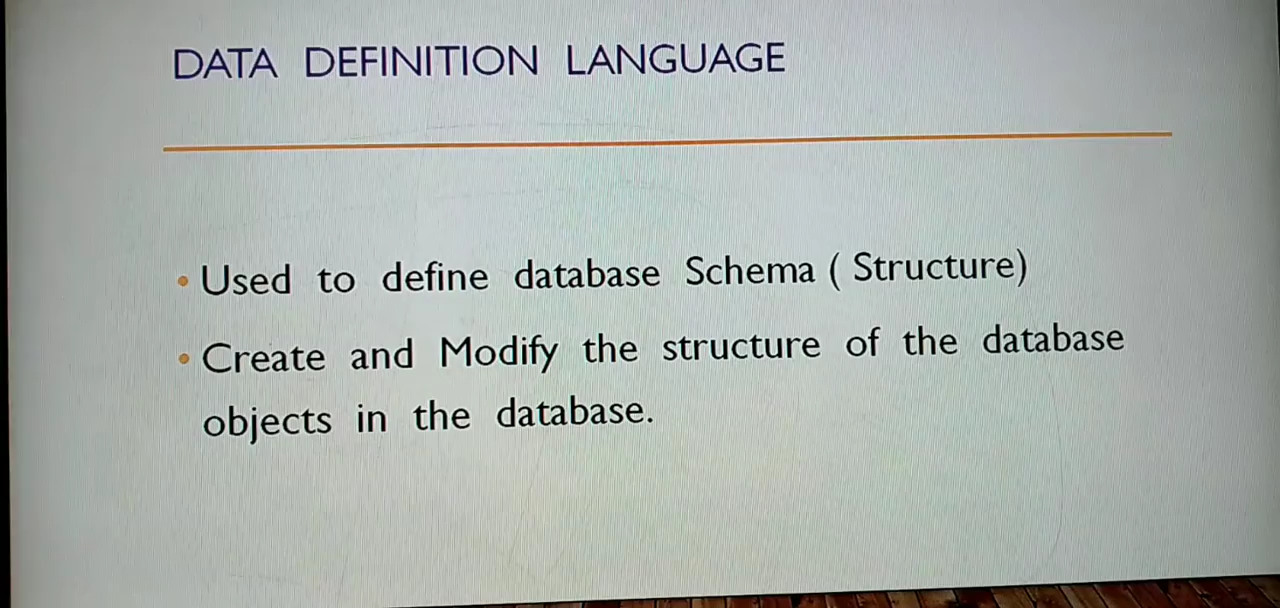 DATA DEFINITION LANGUAGE
• Used to define database Schema ( Structure)
• Create and Modify the structure of the database
objects in the database.